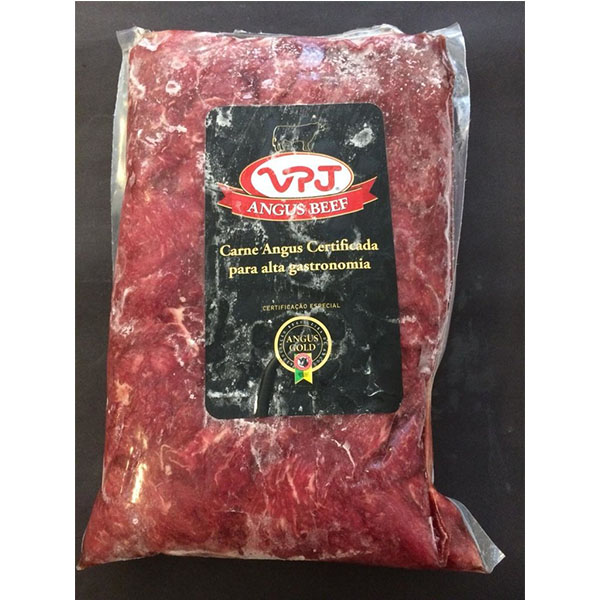 VPJ
ANGUS BEEF
Carne Angus Certificada
para alta gastronomia
CERTIFICAÇÃO ESPECIAL
ANGUS
GOLD